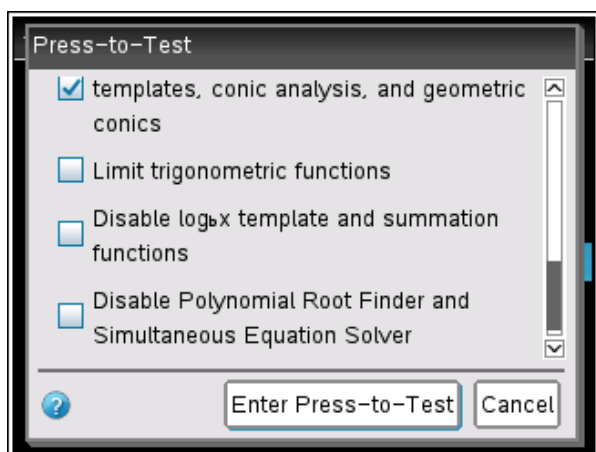 Press-to-Test
templates, conic analysis, and geometric
conics
Limit trigonometric functions
Disable logьx template and summation
functions
Disable Polynomial Root Finder and
Simultaneous Equation Solver
?
Enter Press-to-Test
Cancel